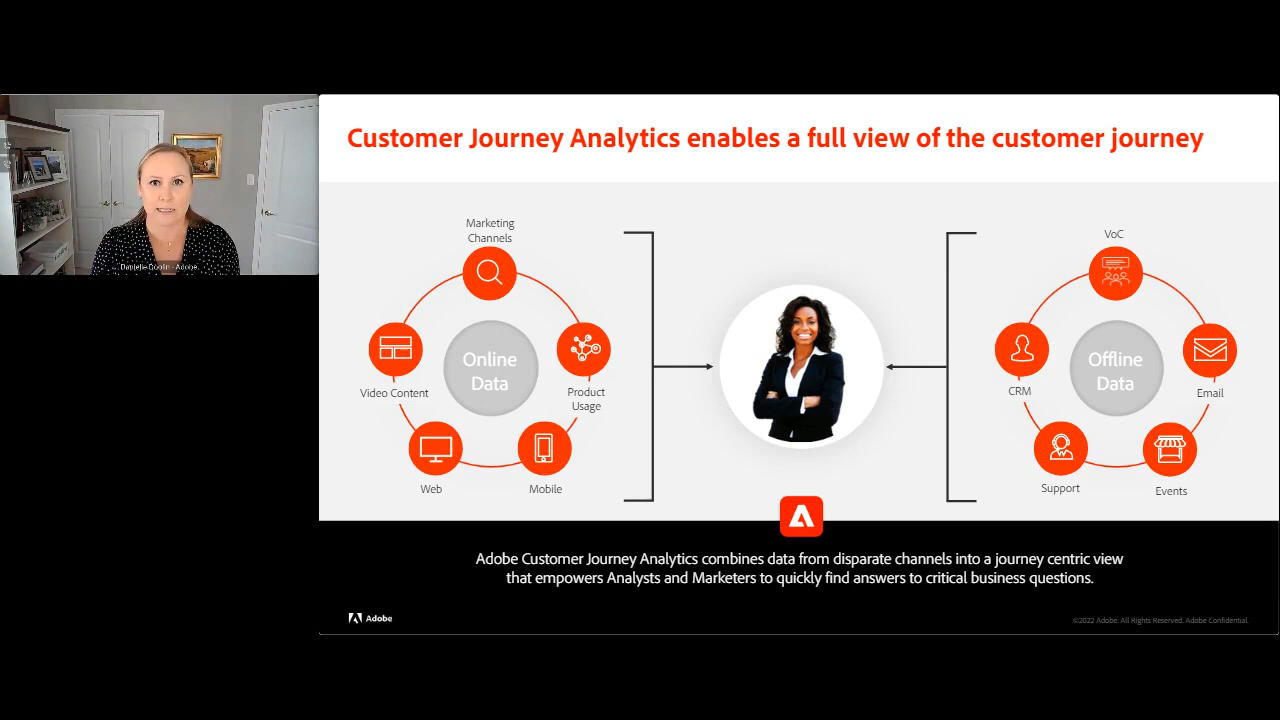 Customer Journey Analytics enables a full view of the customer journey
Danielle Doolin - Adobe
Marketing
Channels
Video Content
Online
Data
Product
Usage
Web
Mobile
VoC
CRM
Offline
Data
Email
Support
Events
Adobe Customer Journey Analytics combines data from disparate channels into a journey centric view
that empowers Analysts and Marketers to quickly find answers to critical business questions.
Adobe
©2022 Adobe. All Rights Reserved. Adobe Confidential.